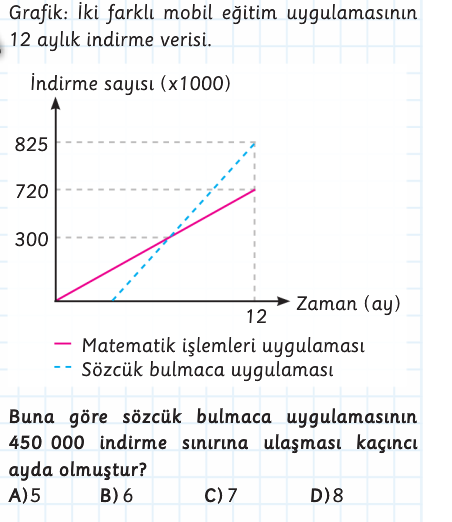 Grafik: İki farklı mobil eğitim uygulamasının
12 aylık indirme verisi.
İndirme sayısı (x1000)
825
720
300
12
Zaman (ay)
Matematik işlemleri uygulaması
Sözcük bulmaca uygulaması
Buna göre sözcük bulmaca uygulamasının
450 000 indirme sınırına ulaşması kaçıncı
ayda olmuştur?
A) 5 B) 6 C) 7 D) 8